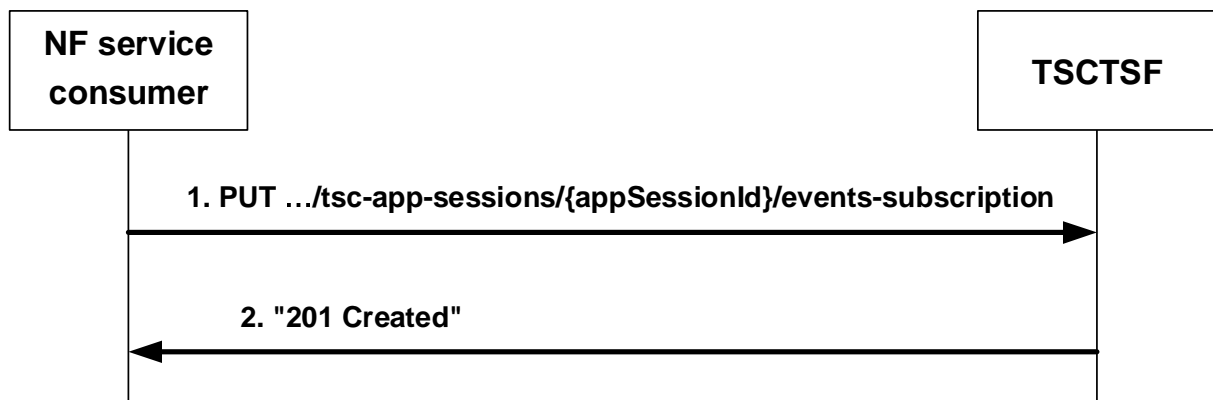 NF service
consumer
TSCTSF
1. PUT …/tsc-app-sessions/{appSessionId}/events-subscription
2. "201 Created"